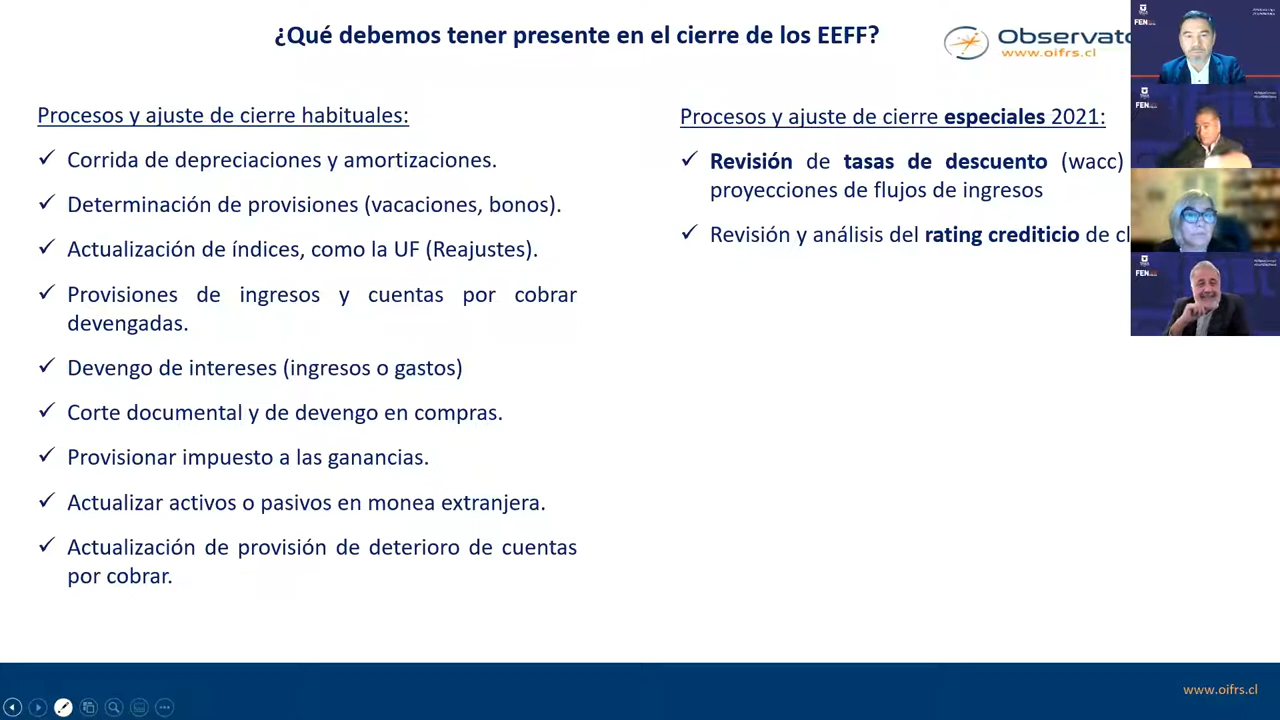 ¿Qué debemos tener presente en el cierre de los EEFF?
www.oifrs.cl
Procesos y ajuste de cierre habituales:
✓ Corrida de depreciaciones y amortizaciones.
✓ Determinación de provisiones (vacaciones, bonos).
✓ Actualización de índices, como la UF (Reajustes).
✓ Provisiones de ingresos y cuentas por cobrar
devengadas.
✓ Devengo de intereses (ingresos o gastos)
✓ Corte documental y de devengo en compras.
✓ Provisionar impuesto a las ganancias.
✓ Actualizar activos o pasivos en monea extranjera.
✓ Actualización de provisión de deterioro de cuentas
por cobrar.
Procesos y ajuste de cierre especiales 2021:
✓ Revisión de tasas de descuento (wacc)
proyecciones de flujos de ingresos
✓ Revisión y análisis del rating crediticio de
FEN
FEN
FEN
www.oifrs.cl